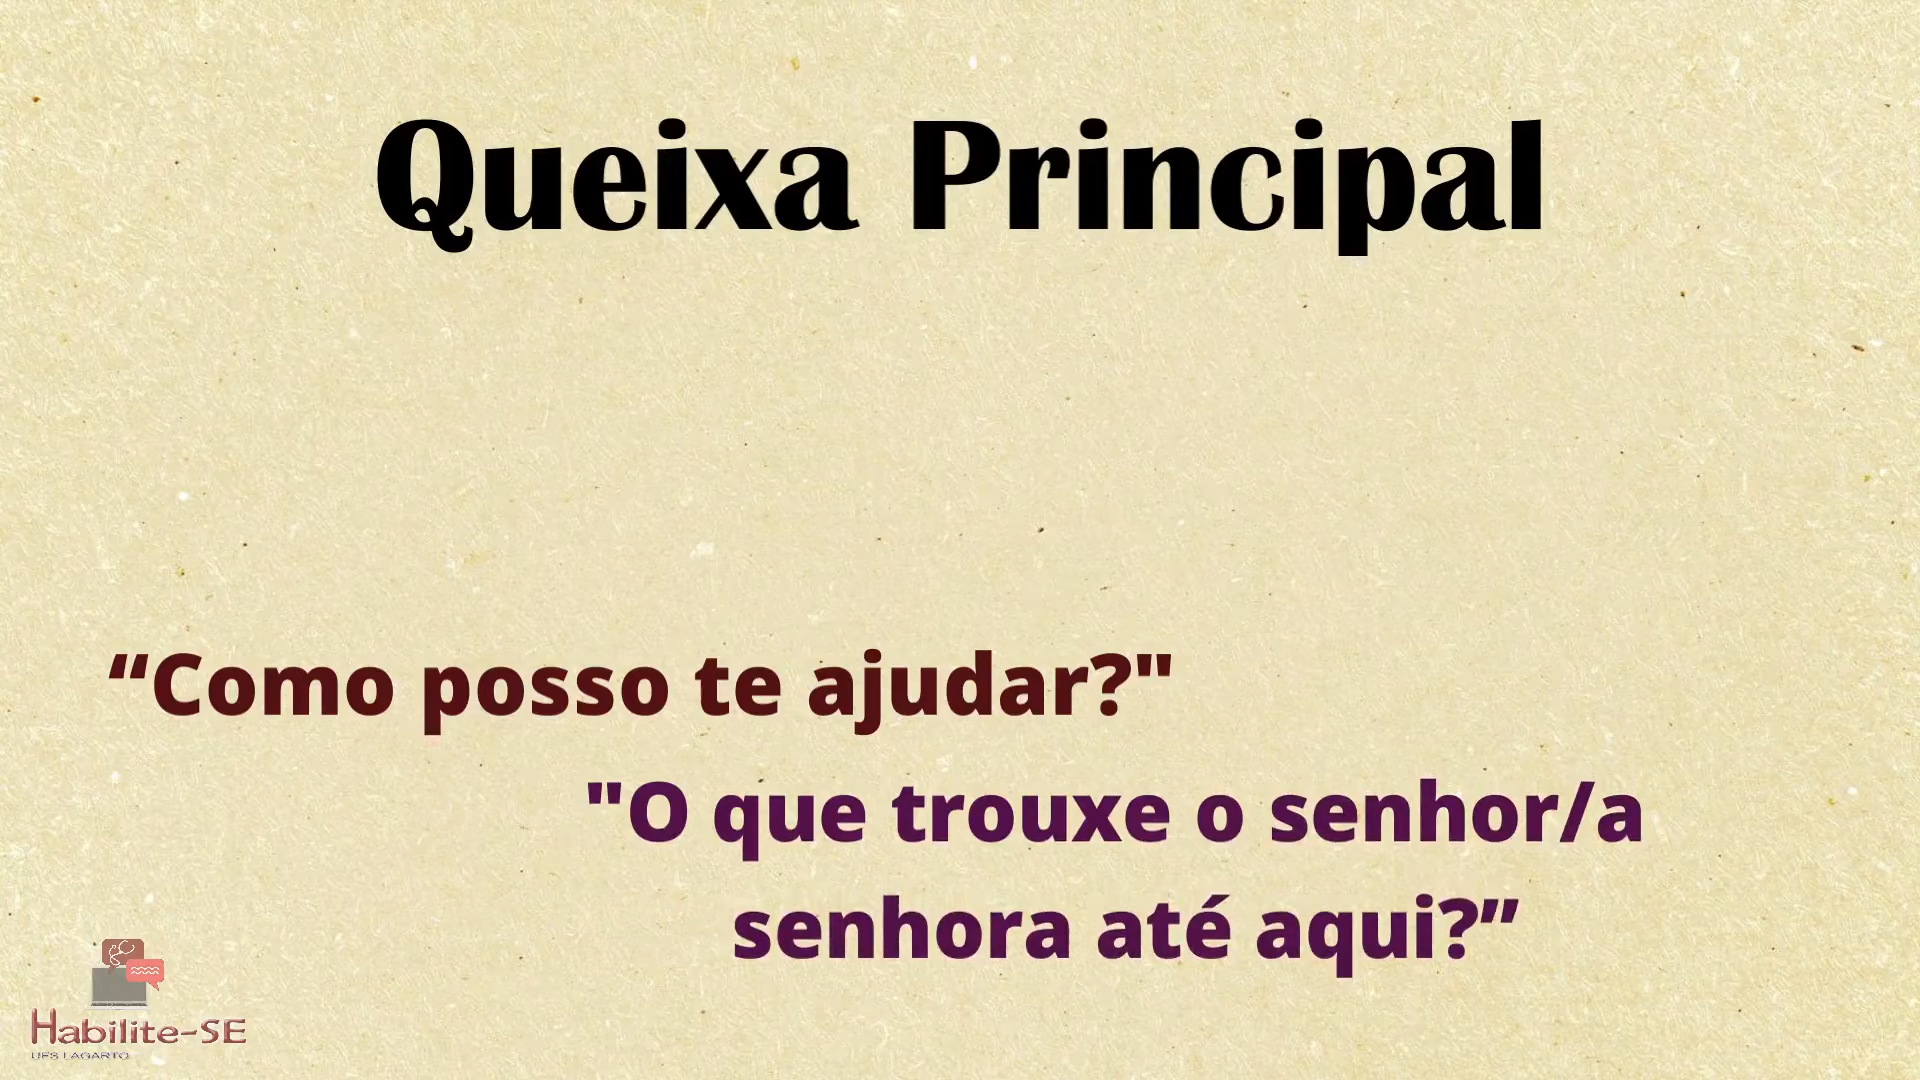 Queixa Principal
“Como posso te ajudar?"
"O que trouxe o senhor/a
senhora até aqui?”
Habilite-SE
UFS LAGARTO